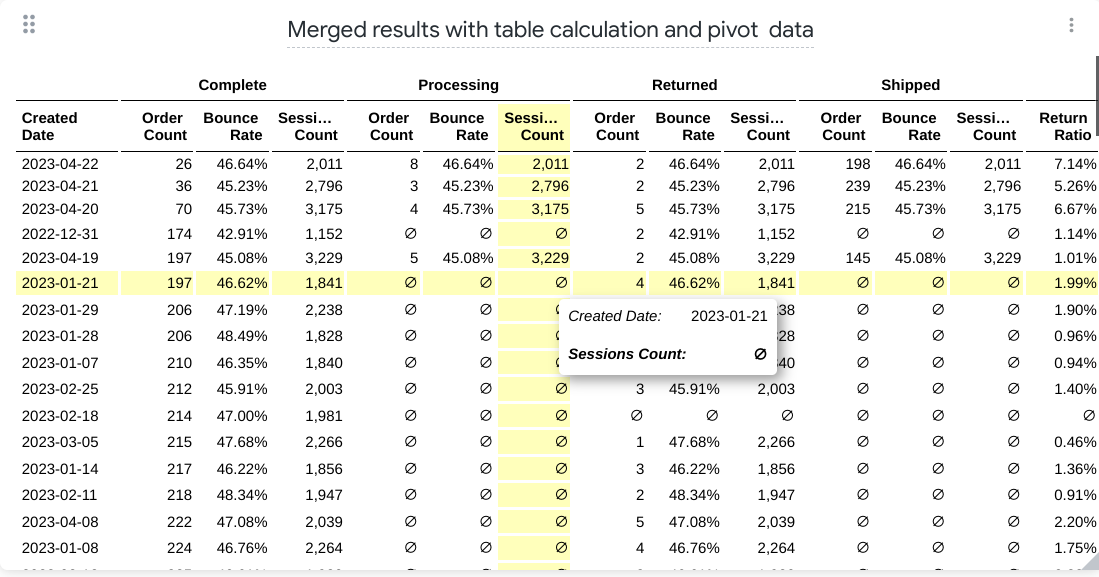 Merged results with table calculation and pivot  data
Complete Processing Returned Shipped
Created Date Order Count Bounce Rate Sessi... Count Order Count Bounce Rate Sessi... Count Order Count Bounce Rate Sessi... Count Order Count Bounce Rate Sessi... Count Return Ratio
2023-04-22 26 46.64% 2,011 8 46.64% 2,011 2 46.64% 2,011 198 46.64% 2,011 7.14%
2023-04-21 36 45.23% 2,796 3 45.23% 2,796 2 45.23% 2,796 239 45.23% 2,796 5.26%
2023-04-20 70 45.73% 3,175 4 45.73% 3,175 5 45.73% 3,175 215 45.73% 3,175 6.67%
2022-12-31 174 42.91% 1,152 ∅ ∅ ∅ 2 42.91% 1,152 ∅ ∅ ∅ 1.14%
2023-04-19 197 45.08% 3,229 5 45.08% 3,229 2 45.08% 3,229 145 45.08% 3,229 1.01%
2023-01-21 197 46.62% 1,841 ∅ ∅ ∅ 4 46.62% 1,841 ∅ ∅ ∅ 1.99%
2023-01-29 206 47.19% 2,238 ∅ ∅ 38 ∅ ∅ ∅ 1.90%
Created Date: 2023-01-21
2023-01-28 206 48.49% 1,828 ∅ ∅ 828 ∅ ∅ ∅ 0.96%
Sessions Count: ∅
2023-01-07 210 46.35% 1,840 ∅ ∅ 40 ∅ ∅ ∅ 0.94%
2023-02-25 212 45.91% 2,003 ∅ ∅ ∅ 3 45.91% 2,003 ∅ ∅ ∅ 1.40%
2023-02-18 214 47.00% 1,981 ∅ ∅ ∅ ∅ ∅ ∅ ∅ ∅ ∅ ∅
2023-03-05 215 47.68% 2,266 ∅ ∅ ∅ 1 47.68% 2,266 ∅ ∅ ∅ 0.46%
2023-01-14 217 46.22% 1,856 ∅ ∅ ∅ 3 46.22% 1,856 ∅ ∅ ∅ 1.36%
2023-02-11 218 48.34% 1,947 ∅ ∅ ∅ 2 48.34% 1,947 ∅ ∅ ∅ 0.91%
2023-04-08 222 47.08% 2,039 ∅ ∅ ∅ 5 47.08% 2,039 ∅ ∅ ∅ 2.20%
2023-01-08 224 46.76% 2,264 ∅ ∅ ∅ 4 46.76% 2,264 ∅ ∅ ∅ 1.75%